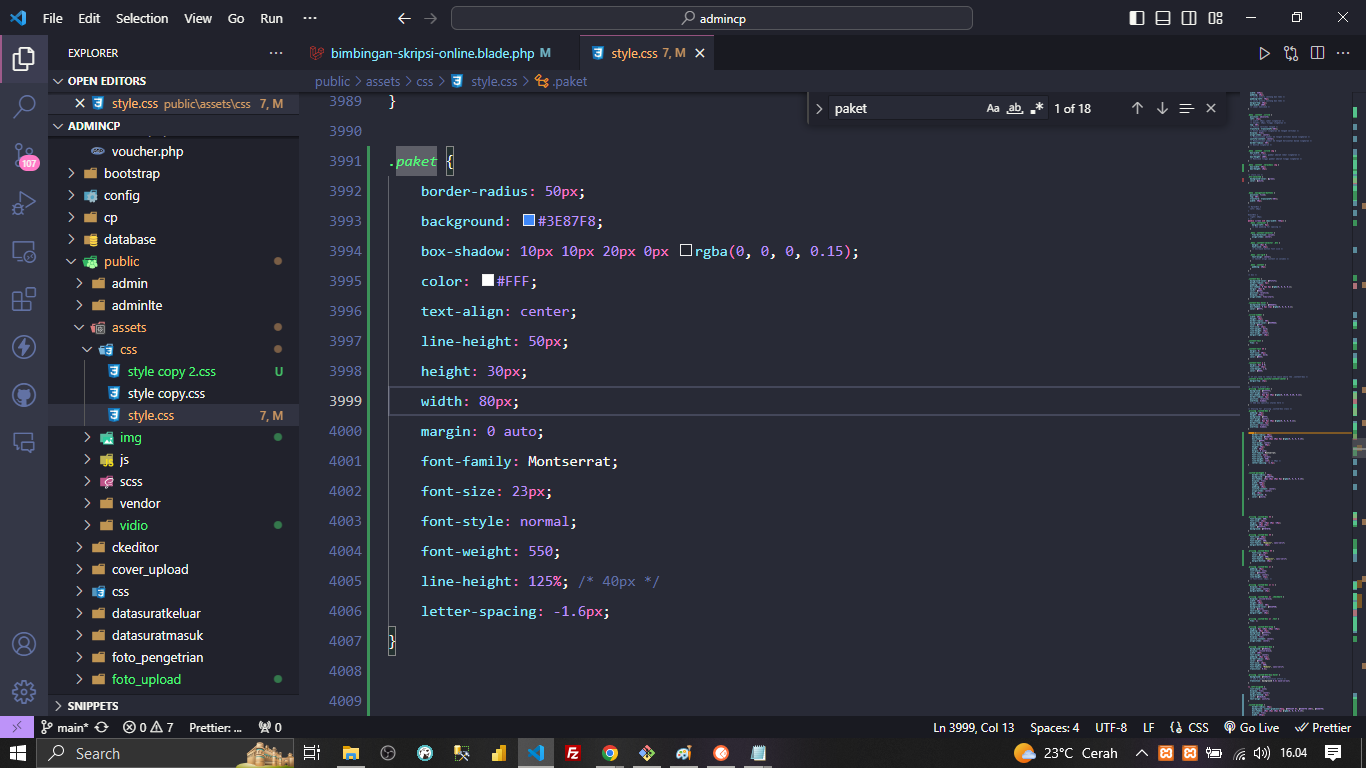 File Edit Selection View Go Run ··· admincp
EXPLORER ···
OPEN EDITORS
style.css public\assets\css 7, M
ADMINCP
voucher.php
bootstrap
config
cp
database
public
admin
adminlte
assets
css
style copy 2.css U
style copy.css
style.css 7, M
img
js
scss
vendor
vidio
ckeditor
cover_upload
css
datasuratkeluar
datasuratmasuk
foto_pengetrian
foto_upload
SNIPPETS
107
bimbingan-skripsi-online.blade.php M
style.css 7, M
public > assets > css > style.css > .paket
paket Aa ab 1 of 18
3989 }
3990
3991 .paket {
3992 border-radius: 50px;
3993 background: #3E87F8;
3994 box-shadow: 10px 10px 20px 0px rgba(0, 0, 0, 0.15);
3995 color: #FFF;
3996 text-align: center;
3997 line-height: 50px;
3998 height: 30px;
3999 width: 80px;
4000 margin: 0 auto;
4001 font-family: Montserrat;
4002 font-size: 23px;
4003 font-style: normal;
4004 font-weight: 550;
4005 line-height: 125%; /* 40px */
4006 letter-spacing: -1.6px;
4007 }
4008
4009
main* 0 7 Prettier: ... 0 Ln 3999, Col 13 Spaces: 4 UTF-8 LF CSS Go Live Prettier
Search 23°C Cerah 16.04